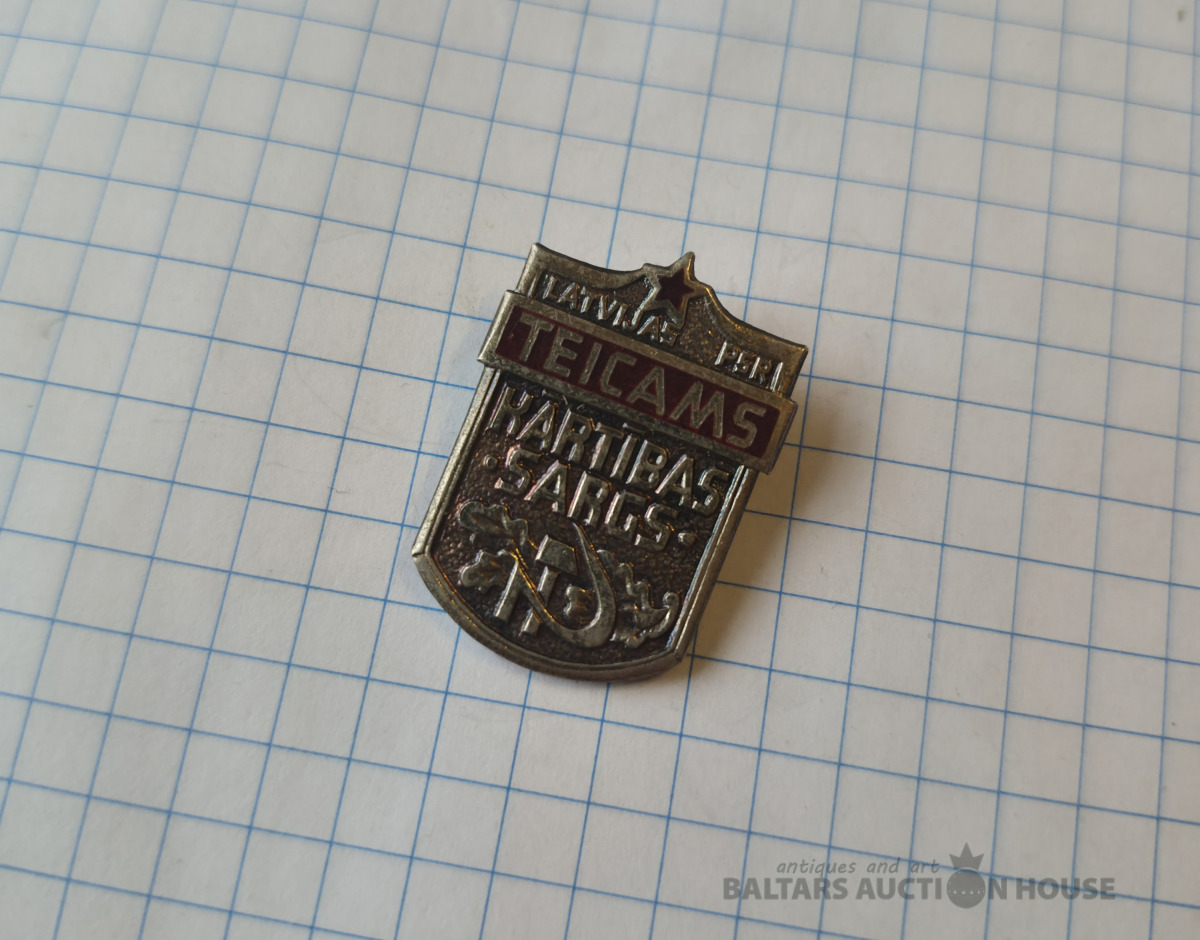 LATVIJAS PSR
TEICAMS
KĀRTĪBAS
·SARGS·
antiques and art
BALTARS AUCTION HOUSE